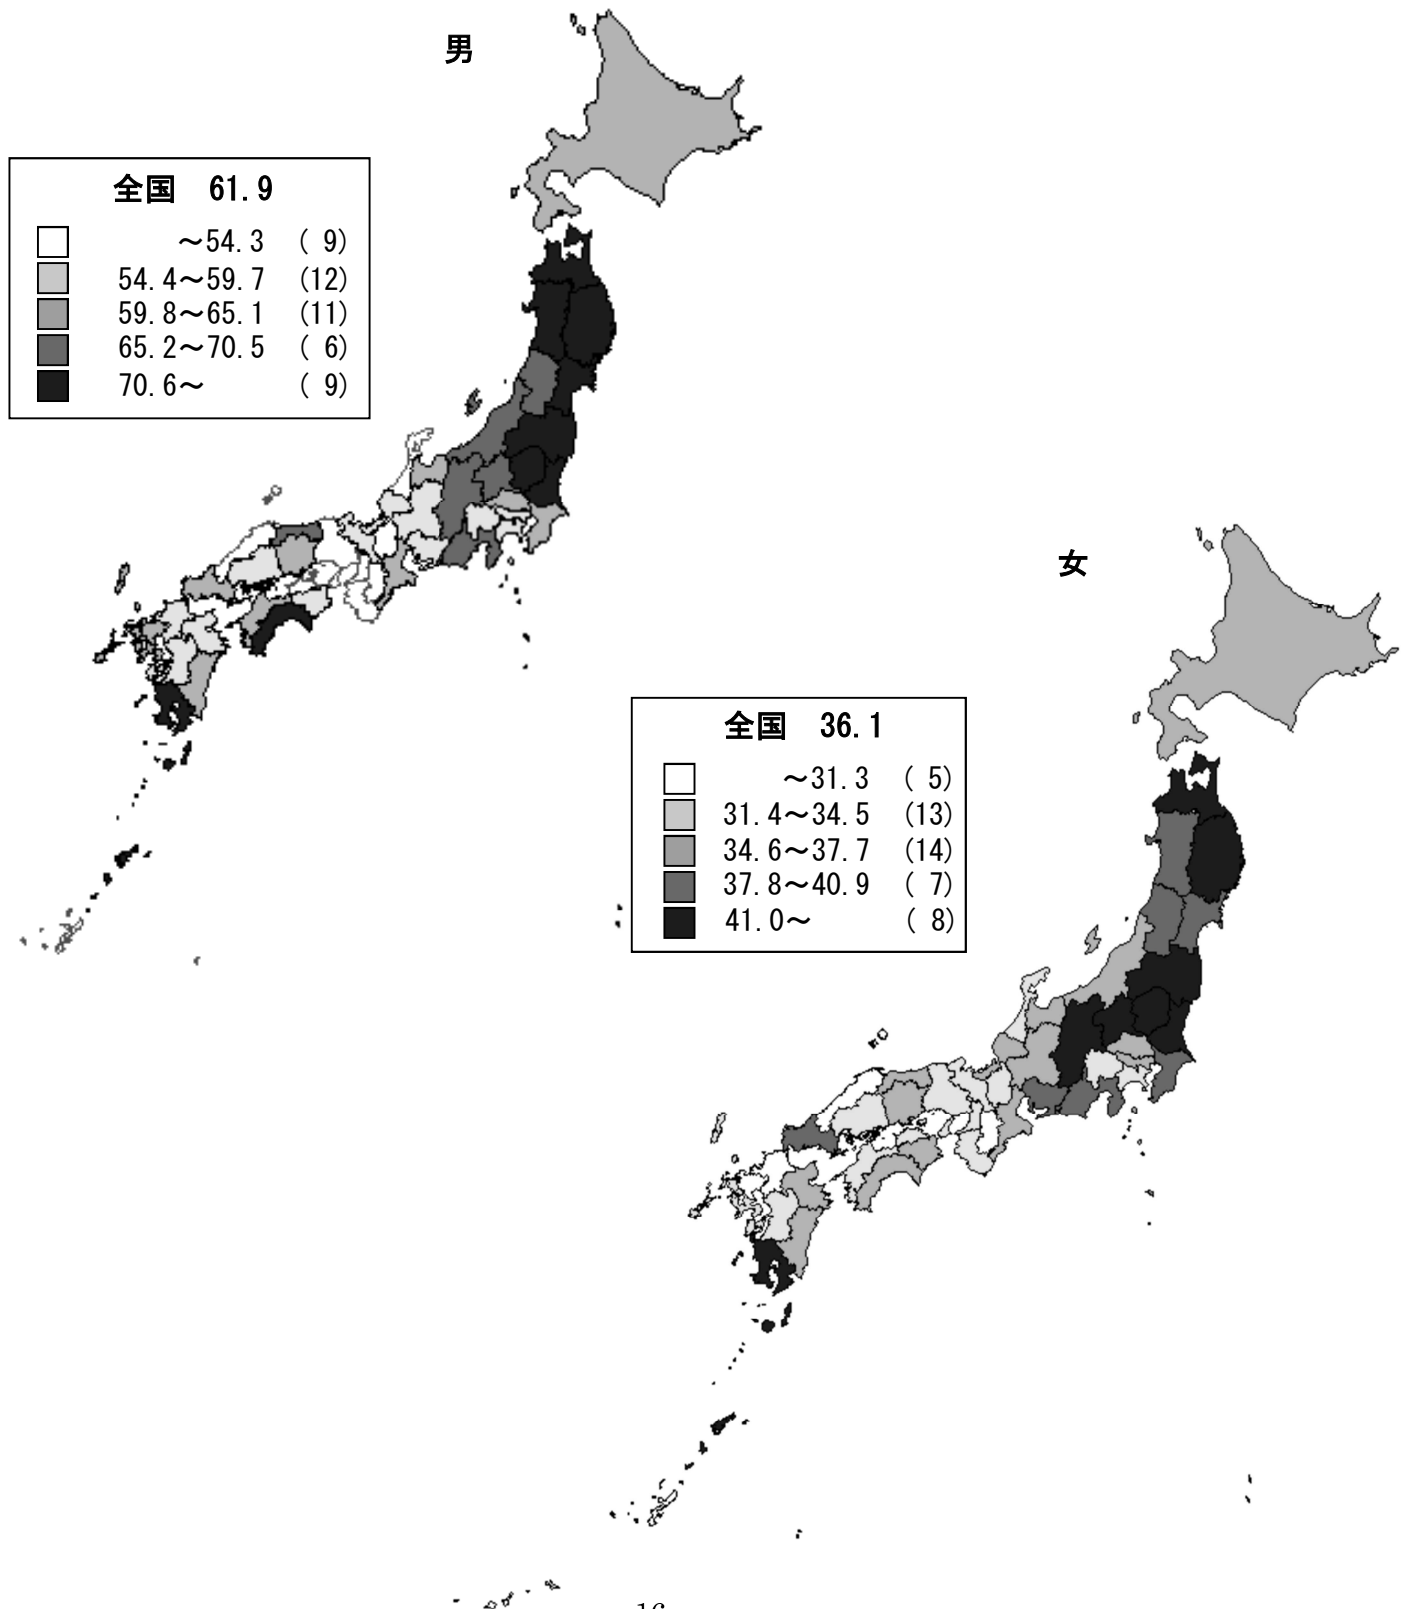 男
全国 61.9
～54.3 ( 9)
54.4～59.7 (12)
59.8～65.1 (11)
65.2～70.5 ( 6)
70.6～ ( 9)
女
全国 36.1
～31.3 ( 5)
31.4～34.5 (13)
34.6～37.7 (14)
37.8～40.9 ( 7)
41.0～ ( 8)